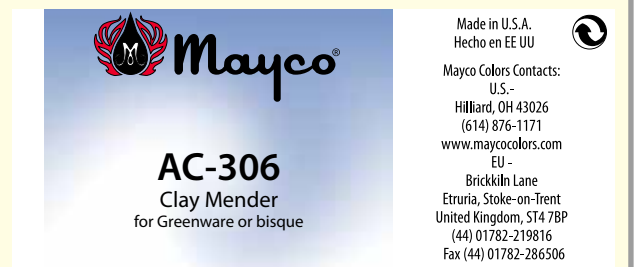 Mayco®
AC-306
Clay Mender
for Greenware or bisque
Made in U.S.A.
Hecho en EE UU
Mayco Colors Contacts:
U.S.-
Hilliard, OH 43026
(614) 876-1171
www.maycocolors.com
EU -
Brickkiln Lane
Etruria, Stoke-on-Trent
United Kingdom, ST4 7BP
(44) 01782-219816
Fax (44) 01782-286506